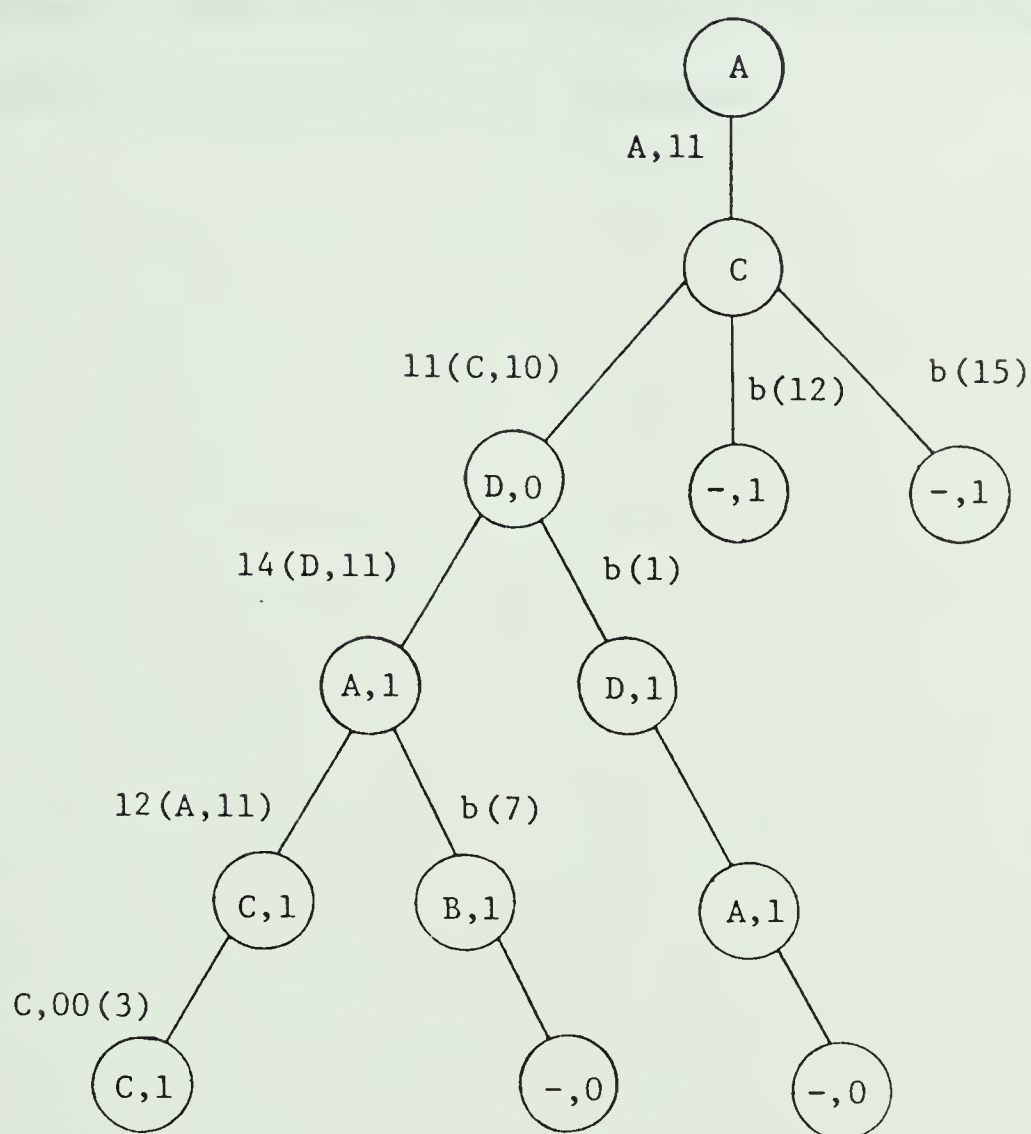 A
A,11
C
11(C,10)
b(12)
b(15)
D,0
-,1
-,1
14(D,11)
b(1)
A,1
D,1
12(A,11)
b(7)
C,1
B,1
A,1
C,00(3)
C,1
-,0
-,0